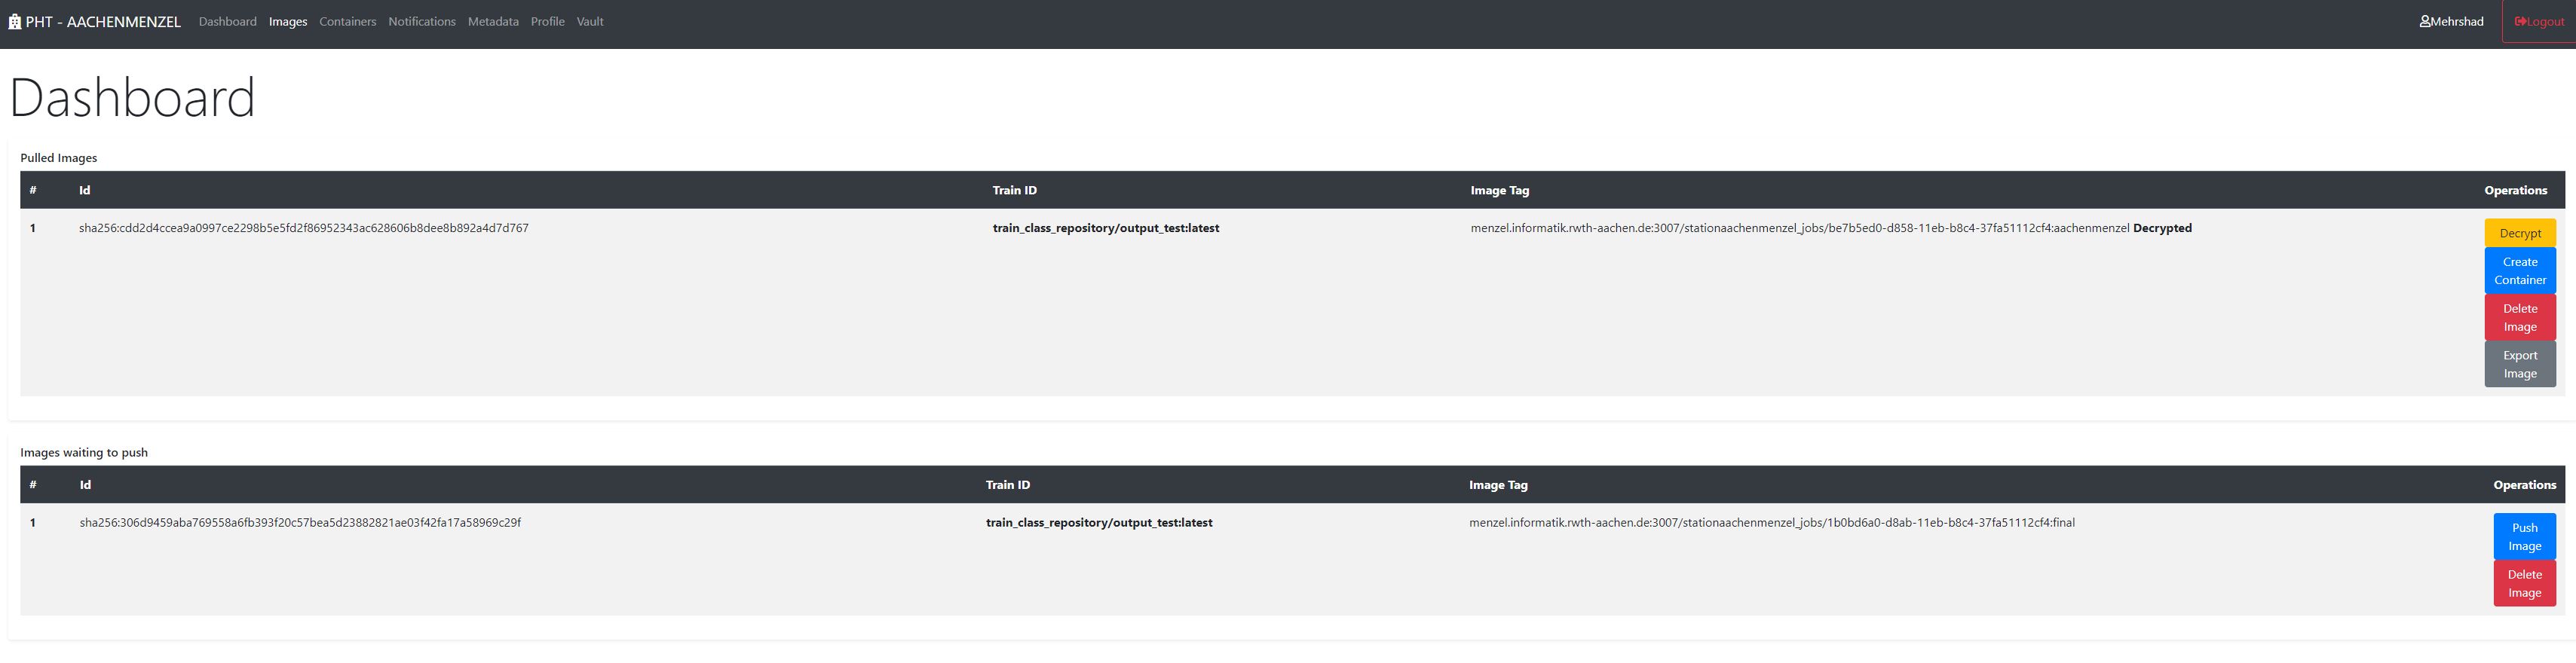 PHT - AACHENMENZEL Dashboard Images Containers Notifications Metadata Profile Vault Mehrshad Logout
Dashboard
Pulled Images
# Id Train ID Image Tag Operations
1 sha256:cdd2d4ccea9a0997ce2298b5e5fd2f86952343ac628606b8dee8b892a4d7d767 train_class_repository/output_test:latest menzel.informatik.rwth-aachen.de:3007/stationaachenmenzel_jobs/be7b5ed0-d858-11eb-b8c4-37fa51112cf4:aachenmenzel Decrypted
Decrypt
Create
Container
Delete
Image
Export
Image
Images waiting to push
# Id Train ID Image Tag Operations
1 sha256:306d9459aba769558a6fb393f20c57bea5d23882821ae03f42fa17a58969c29f train_class_repository/output_test:latest menzel.informatik.rwth-aachen.de:3007/stationaachenmenzel_jobs/1b0bd6a0-d8ab-11eb-b8c4-37fa51112cf4:final
Push
Image
Delete
Image